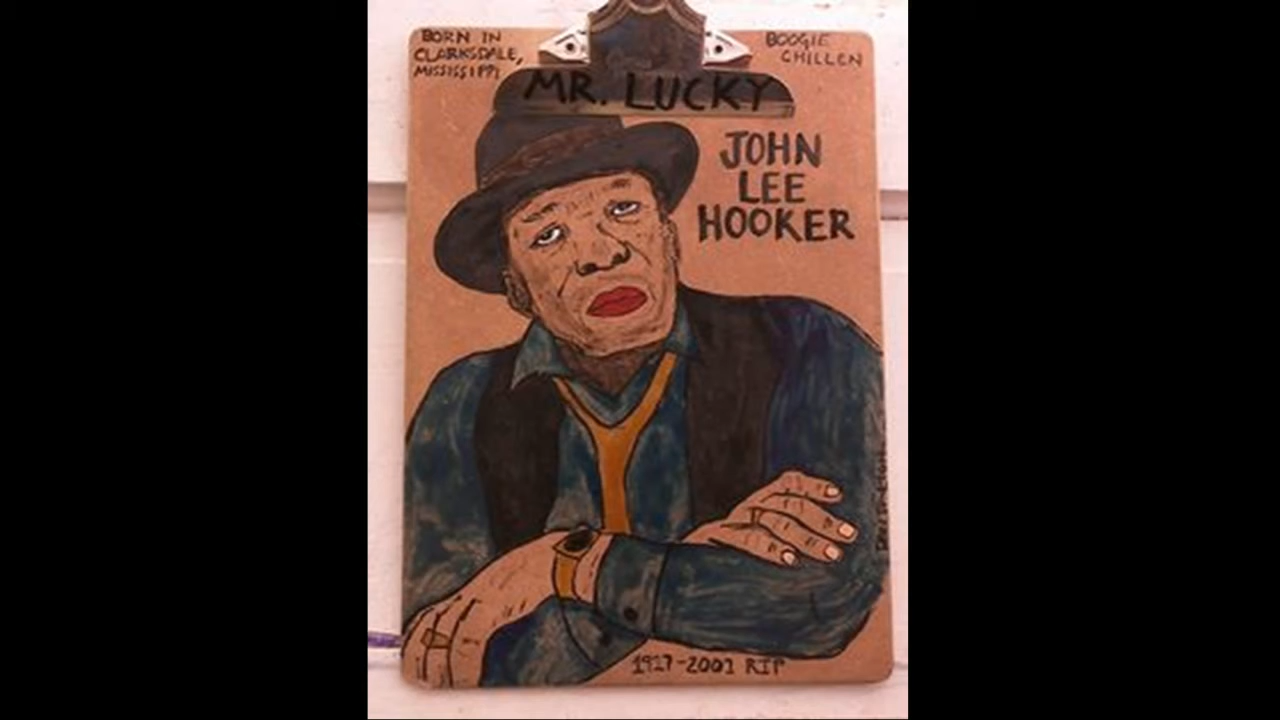 BORN IN
CLARKSDALE,
MISSISSIPPI
BOOGIE
CHILLEN
MR. LUCKY
JOHN
LEE
HOOKER
1917-2001 RIP